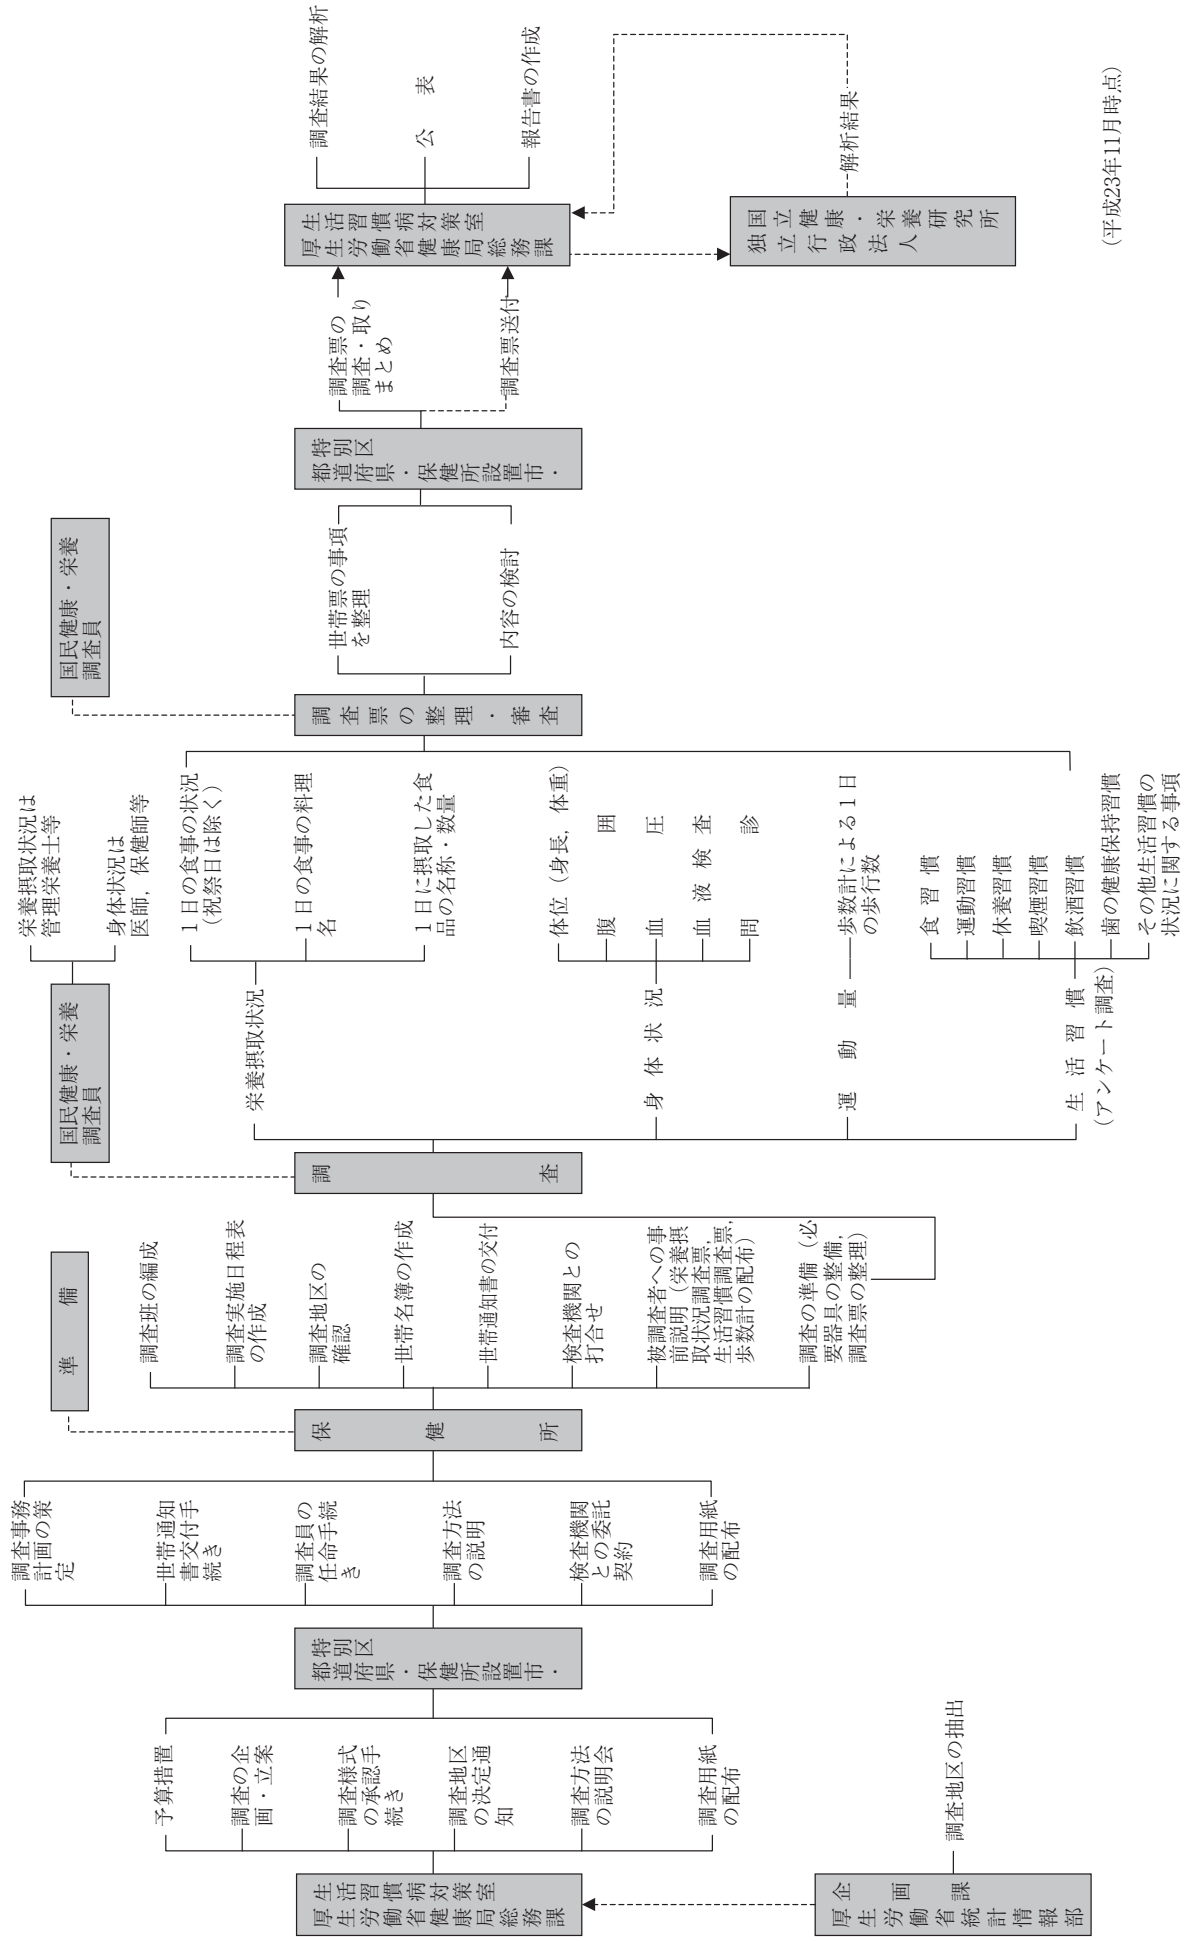 厚生労働省健康局総務課
生活習慣病対策室
厚生労働省統計情報部
企画課
調査地区の抽出
予算措置
調査の企
画・立案
調査様式
の承認手
続き
調査地区
の決定通
知
調査方法
の説明会
調査用紙
の配布
都道府県・保健所設置市・
特別区
調査事務
計画の策
定
世帯通知
書交付手
続き
調査員の
任命手続
き
調査方法
の説明
検査機関
との委託
契約
調査用紙
の配布
保健所
準備
調査班の編成
調査実施日程表
の作成
調査地区の
確認
世帯名簿の作成
世帯通知書の交付
検査機関との
打合せ
被調査者への事
前説明（栄養摂
取状況調査票,
生活習慣調査票,
歩数計の配布）
調査の準備（必
要器具の整備,
調査票の整理）
調査
国民健康・栄養
調査員
栄養摂取状況は
管理栄養士等
身体状況は
医師, 保健師等
栄養摂取状況
1日の食事の状況
（祝祭日は除く）
1日の食事の料理
名
1日に摂取した食
品の名称・数量
身体状況
体位（身長, 体重）
腹囲
血圧
血液検査
問診
運動量
歩数計による1日
の歩行数
生活習慣
（アンケート調査）
食習慣
運動習慣
休養習慣
喫煙習慣
飲酒習慣
歯の健康保持習慣
その他生活習慣の
状況に関する事項
調査票の整理・審査
国民健康・栄養
調査員
世帯票の事項
を整理
内容の検討
都道府県・保健所設置市・
特別区
調査票の
調査・取り
まとめ
調査票送付
厚生労働省健康局総務課
生活習慣病対策室
調査結果の解析
公表
報告書の作成
独立行政法人
国立健康・栄養研究所
解析結果
（平成23年11月時点）